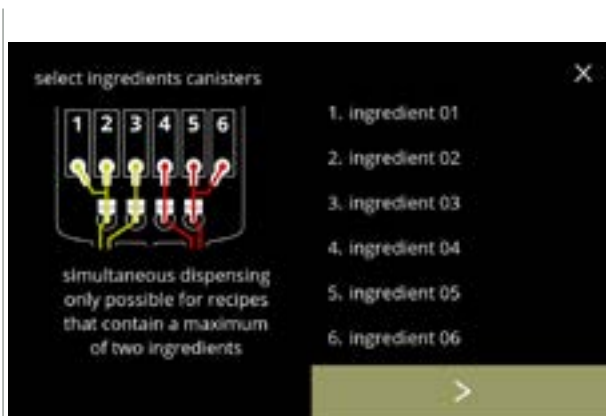 select ingredients canisters
1 2 3 4 5 6
simultaneous dispensing
only possible for recipes
that contain a maximum
of two ingredients
1. ingredient 01
2. ingredient 02
3. ingredient 03
4. ingredient 04
5. ingredient 05
6. ingredient 06